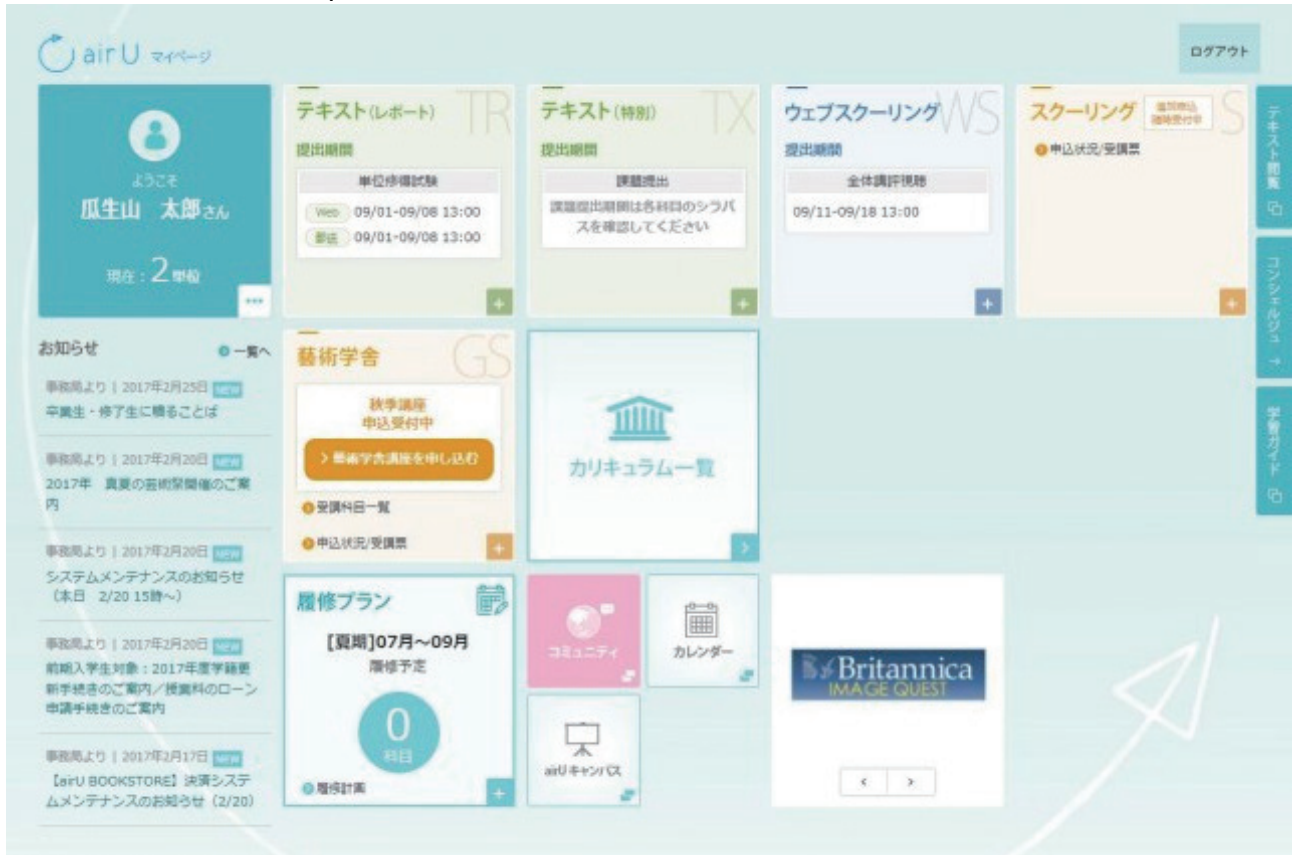 airU マイページ
ログアウト
ようこそ
瓜生山 太郎さん
現在：2単位
テキスト（レポート） TR
提出期間
単位修得試験
Web 09/01-09/08 13:00
郵送 09/01-09/08 13:00
テキスト（特別） TX
提出期間
課題提出
課題提出期間は各科目のシラバ
スを確認してください
ウェブスクーリング WS
提出期間
全体講評視聴
09/11-09/18 13:00
スクーリング S
追加申込
随時受付中
申込状況/受講票
テキスト閲覧
コンシェルジュ →
学習ガイド
お知らせ
一覧へ
事務局より | 2017年2月25日 NEW
卒業生・修了生に贈ることば
事務局より | 2017年2月20日 NEW
2017年 真夏の芸術祭開催のご案
内
事務局より | 2017年2月20日 NEW
システムメンテナンスのお知らせ
（本日 2/20 15時～）
事務局より | 2017年2月20日 NEW
前期入学生対象：2017年度学籍更
新手続きのご案内／授業料のローン
申請手続きのご案内
事務局より | 2017年2月17日 NEW
【airU BOOKSTORE】決済システ
ムメンテナンスのお知らせ（2/20）
藝術学舎 GS
秋季講座
申込受付中
> 藝術学舎講座を申し込む
受講科目一覧
申込状況/受講票
カリキュラム一覧
履修プラン
[夏期]07月～09月
履修予定
0
科目
履修計画
コミュニティ
カレンダー
airUキャンパス
Britannica
IMAGE QUEST